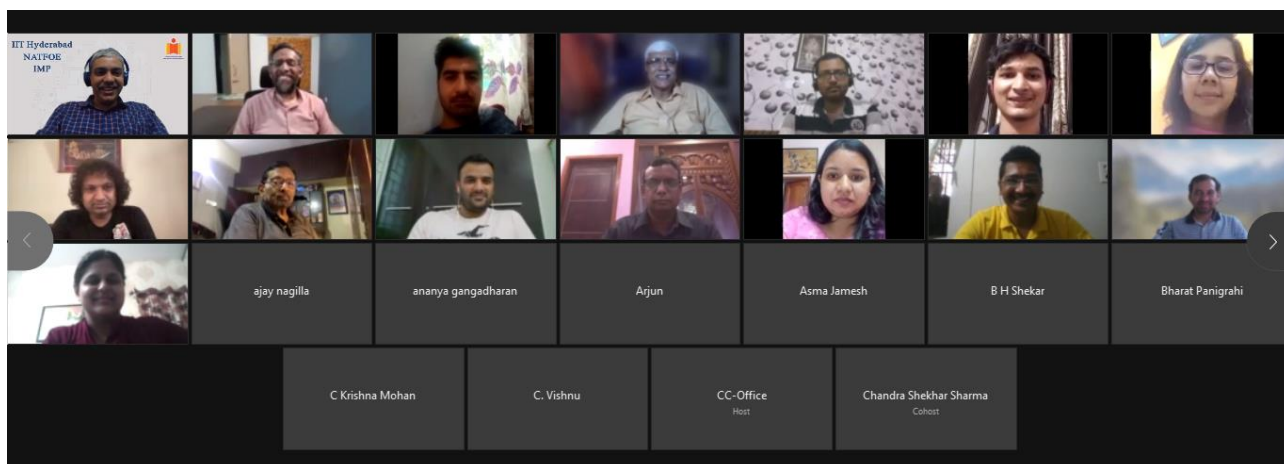 IIT Hyderabad
NATFOE
IMP
ajay nagilla
ananya gangadharan
Arjun
Asma Jamesh
B H Shekar
Bharat Panigrahi
C Krishna Mohan
C. Vishnu
CC-Office
Host
Chandra Shekhar Sharma
Cohost